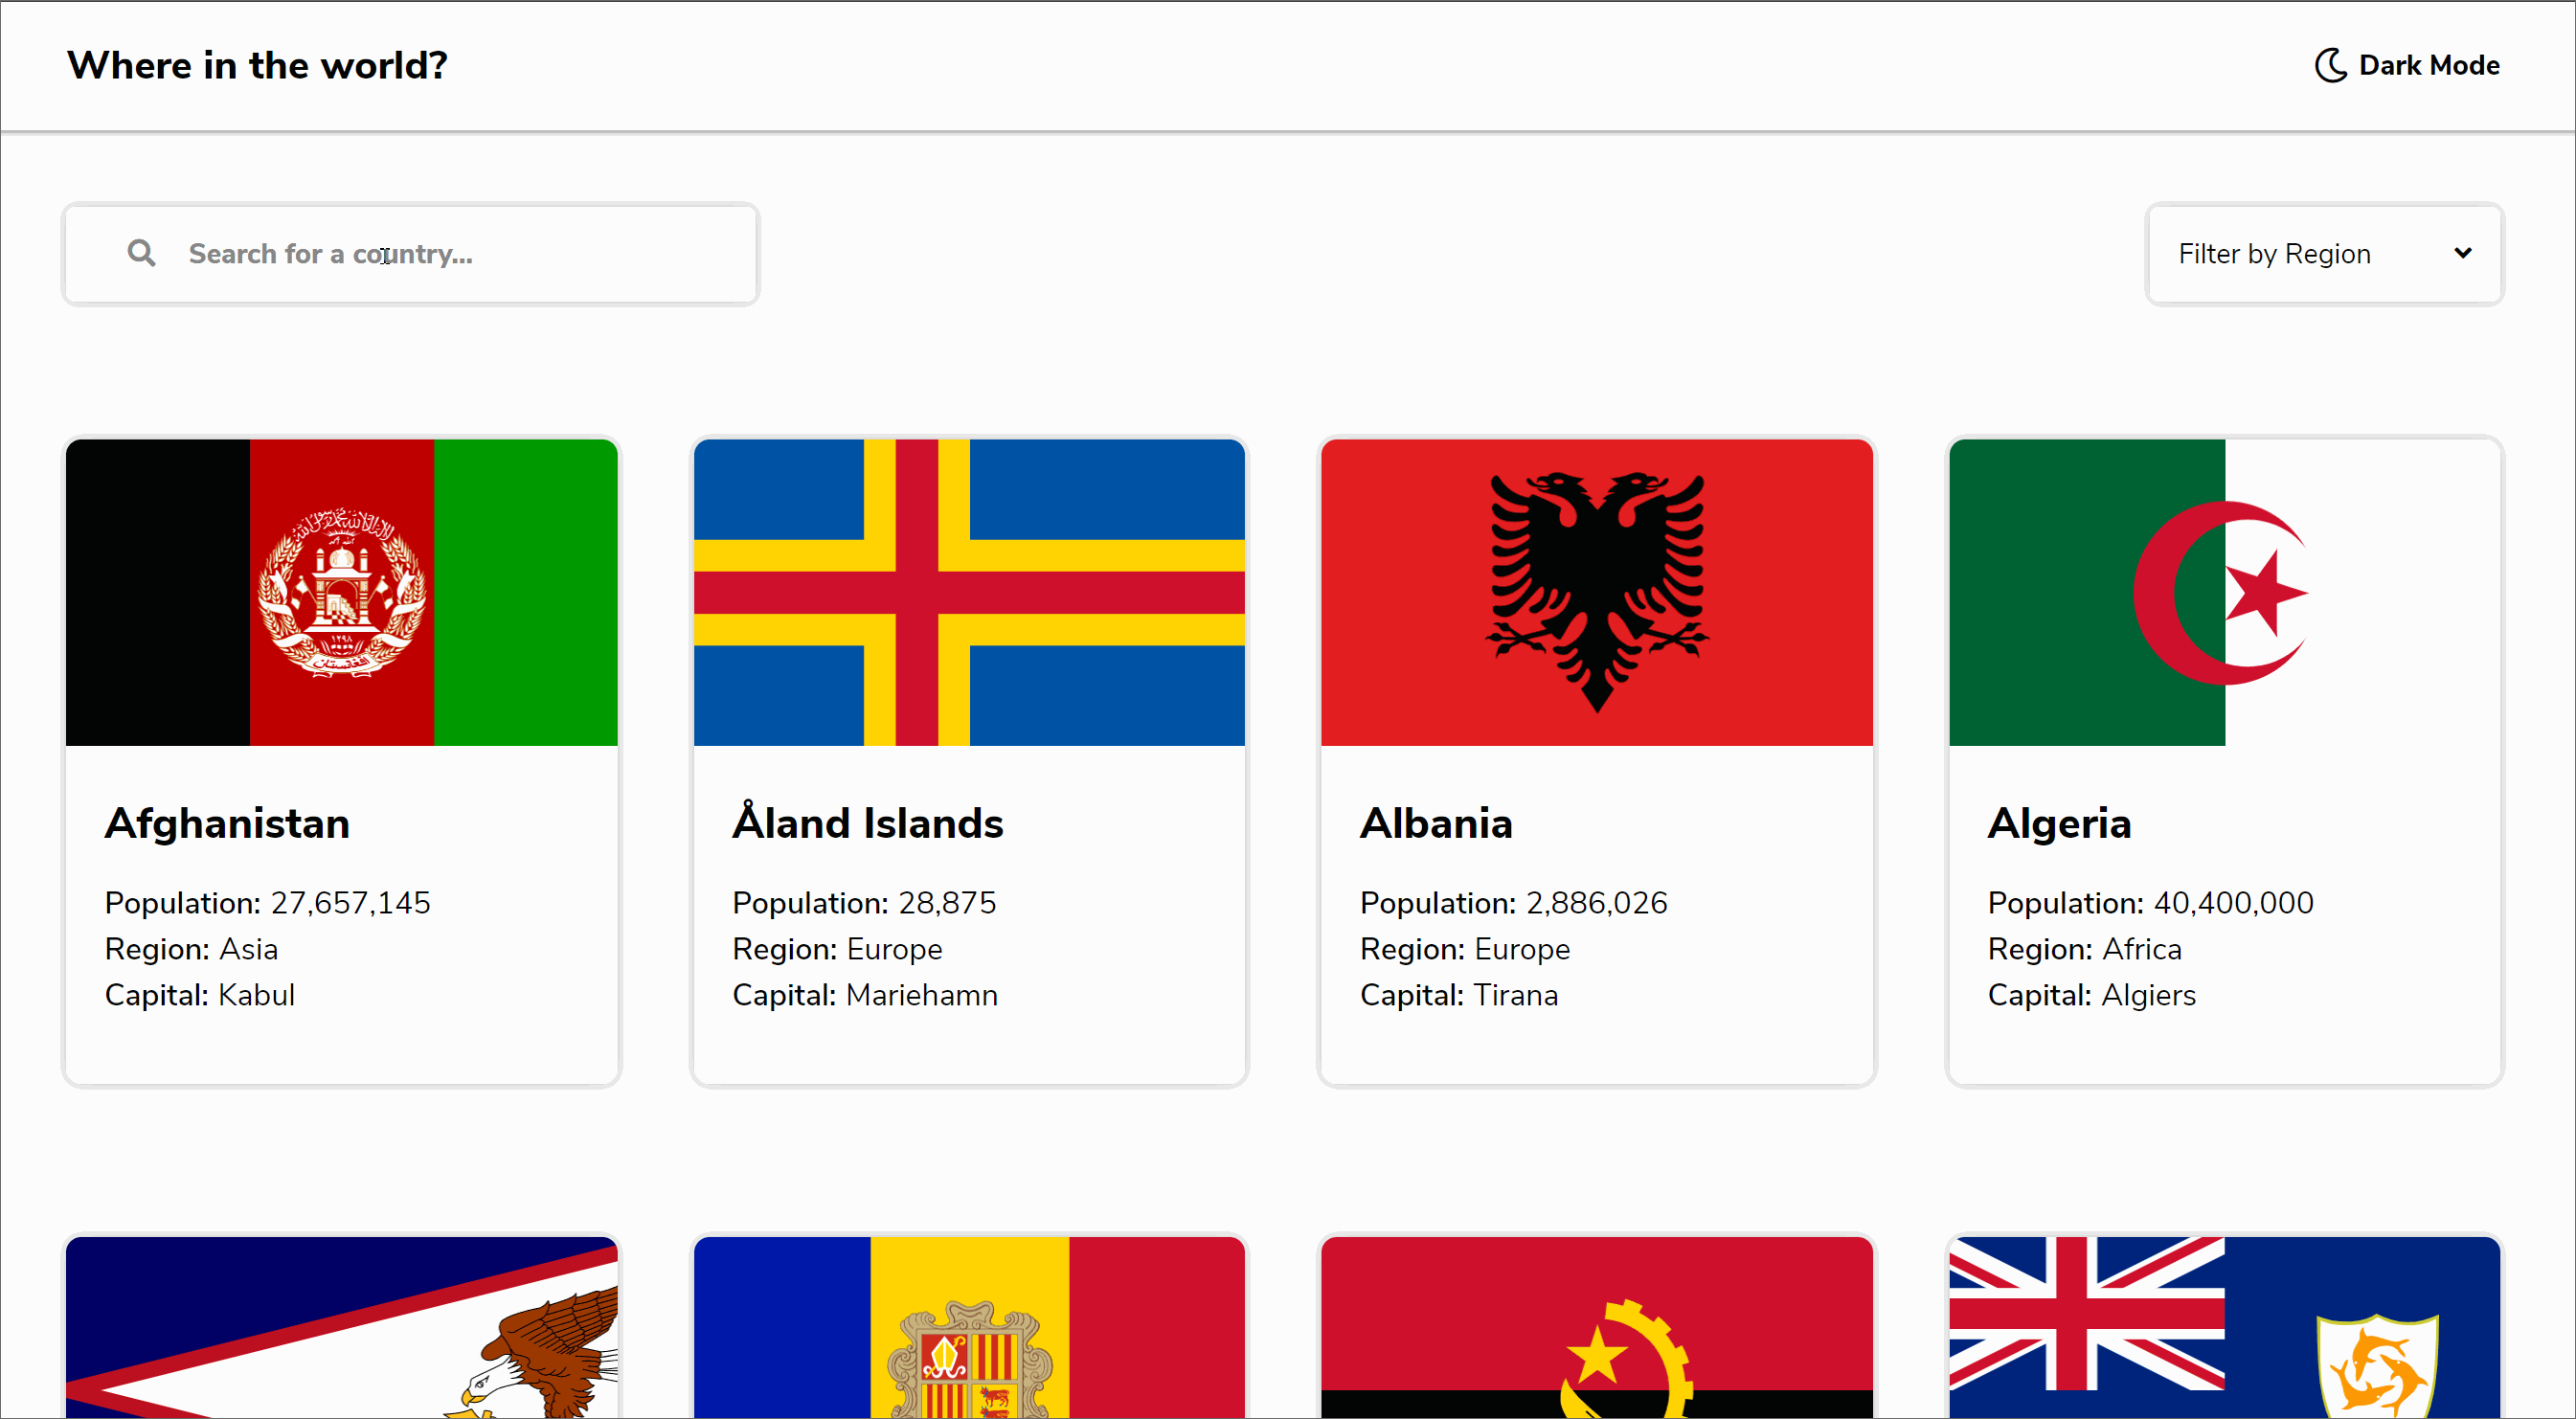 Where in the world?
Dark Mode
Search for a country...
Filter by Region
Afghanistan
Population: 27,657,145
Region: Asia
Capital: Kabul
Åland Islands
Population: 28,875
Region: Europe
Capital: Mariehamn
Albania
Population: 2,886,026
Region: Europe
Capital: Tirana
Algeria
Population: 40,400,000
Region: Africa
Capital: Algiers